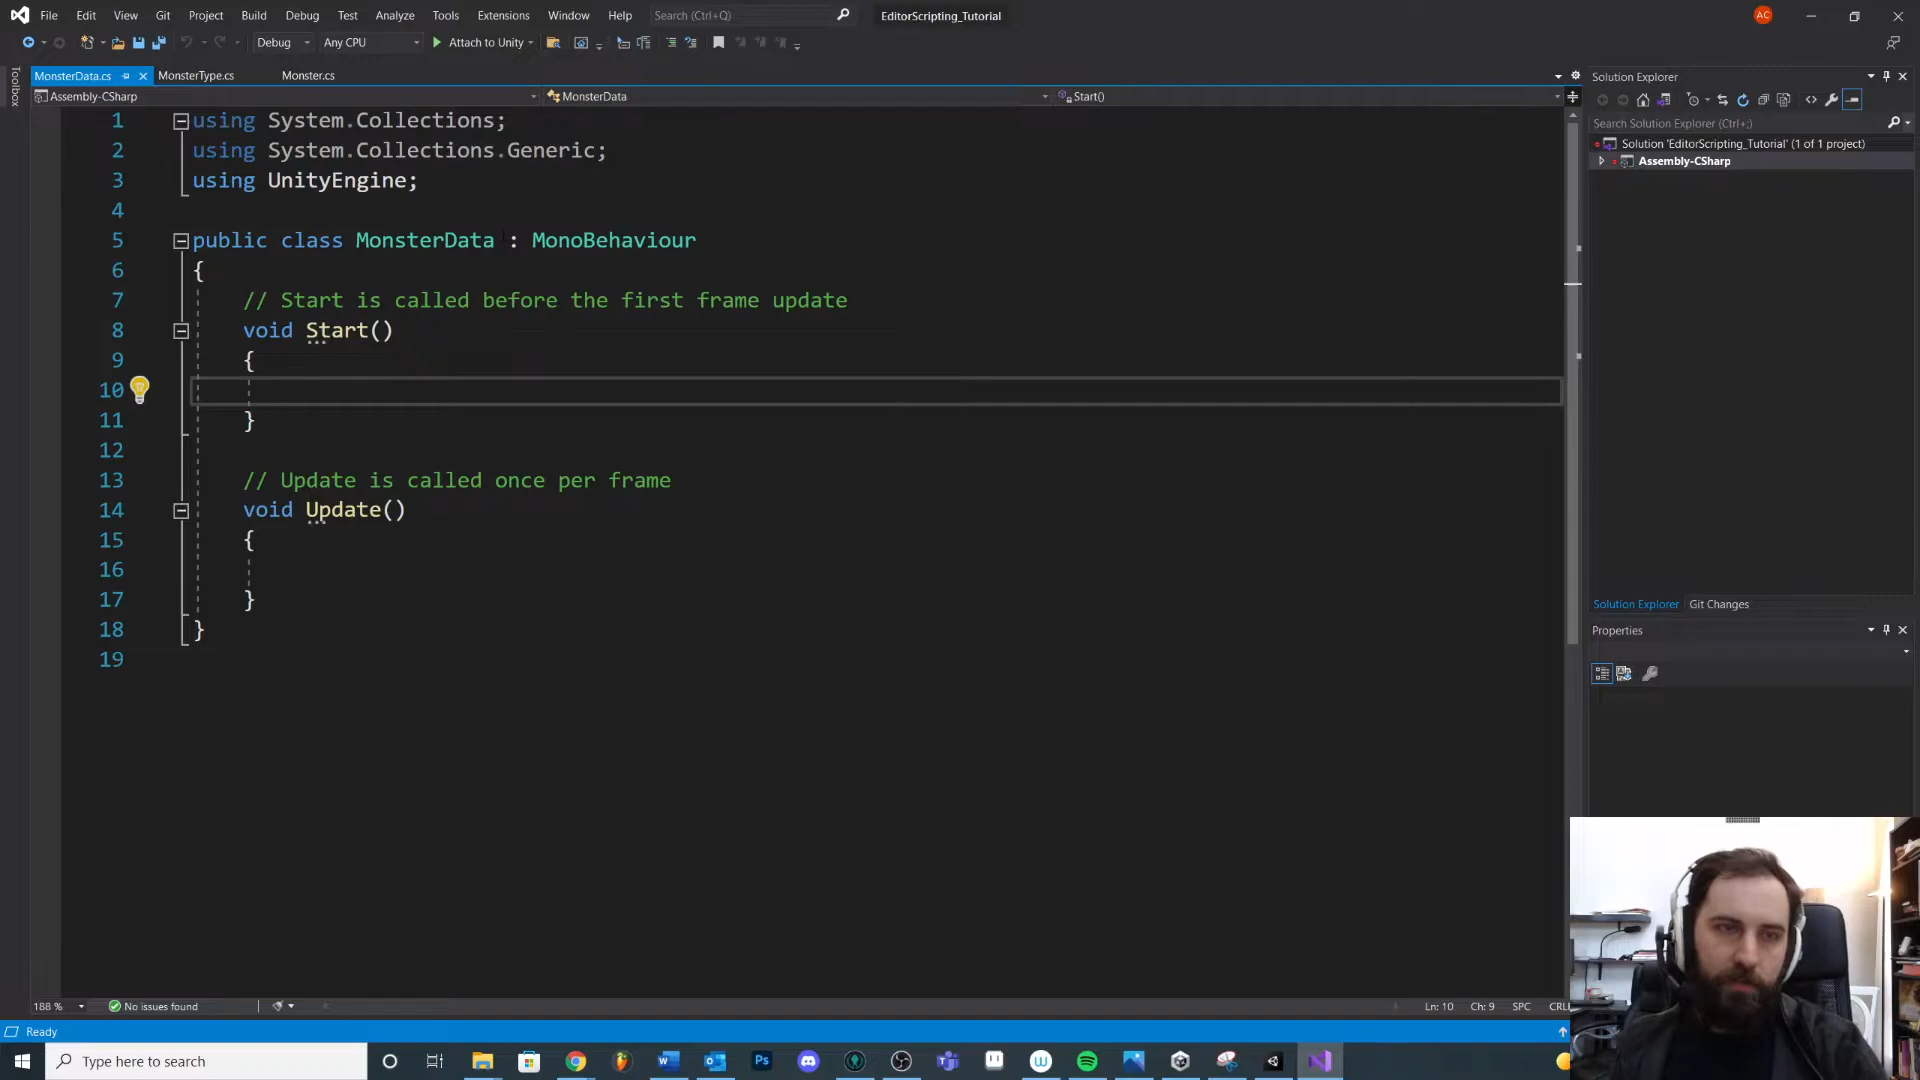 File Edit View Git Project Build Debug Test Analyze Tools Extensions Window Help Search (Ctrl+Q) EditorScripting_Tutorial AC
Debug Any CPU Attach to Unity
Toolbox
MonsterData.cs MonsterType.cs Monster.cs
Assembly-CSharp MonsterData Start()
1 using System.Collections;
2 using System.Collections.Generic;
3 using UnityEngine;
4
5 public class MonsterData : MonoBehaviour
6 {
7 // Start is called before the first frame update
8 void Start()
9 {
10
11 }
12
13 // Update is called once per frame
14 void Update()
15 {
16
17 }
18 }
19
Solution Explorer
Search Solution Explorer (Ctrl+;)
Solution 'EditorScripting_Tutorial' (1 of 1 project)
Assembly-CSharp
Solution Explorer Git Changes
Properties
188 % No issues found Ln: 10 Ch: 9 SPC CRL
Ready
Type here to search